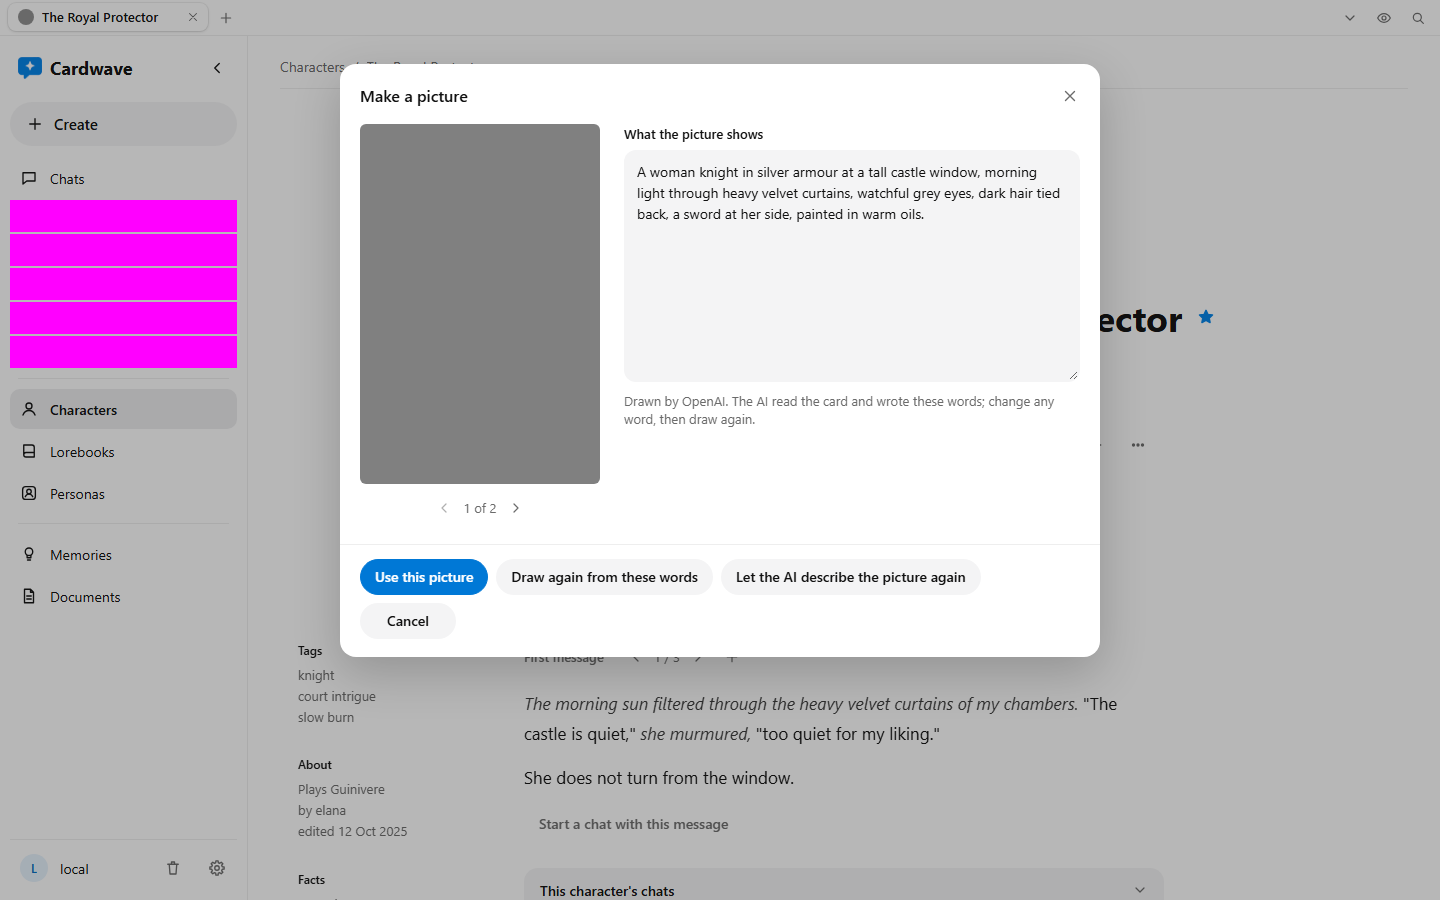 The Royal Protector
Cardwave
Create
Chats
Characters
Lorebooks
Personas
Memories
Documents
L local
Characters
Make a picture
What the picture shows
A woman knight in silver armour at a tall castle window, morning
light through heavy velvet curtains, watchful grey eyes, dark hair tied
back, a sword at her side, painted in warm oils.
Drawn by OpenAI. The AI read the card and wrote these words; change any
word, then draw again.
1 of 2
Use this picture
Draw again from these words
Let the AI describe the picture again
Cancel
ector
Tags
knight
court intrigue
slow burn
About
Plays Guinivere
by elana
edited 12 Oct 2025
Facts
First message 1 / 3
The morning sun filtered through the heavy velvet curtains of my chambers. "The
castle is quiet," she murmured, "too quiet for my liking."
She does not turn from the window.
Start a chat with this message
This character's chats